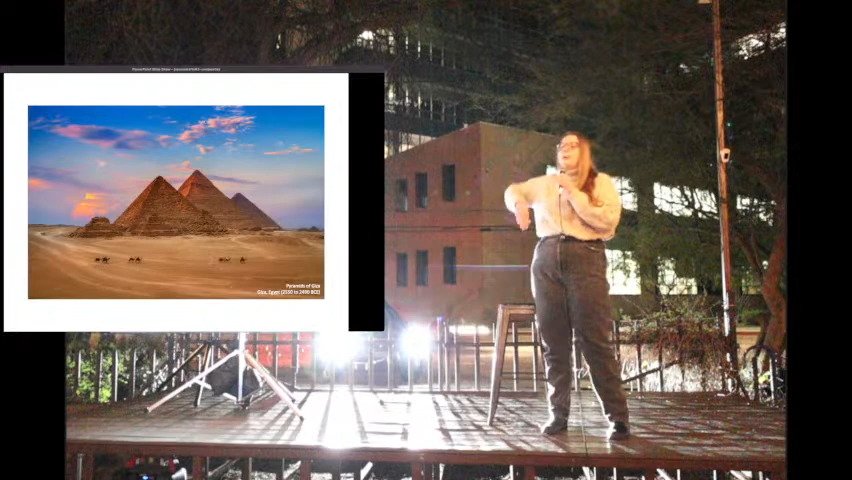 Pyramids of Giza
Giza, Egypt (2550 to 2490 BCE)